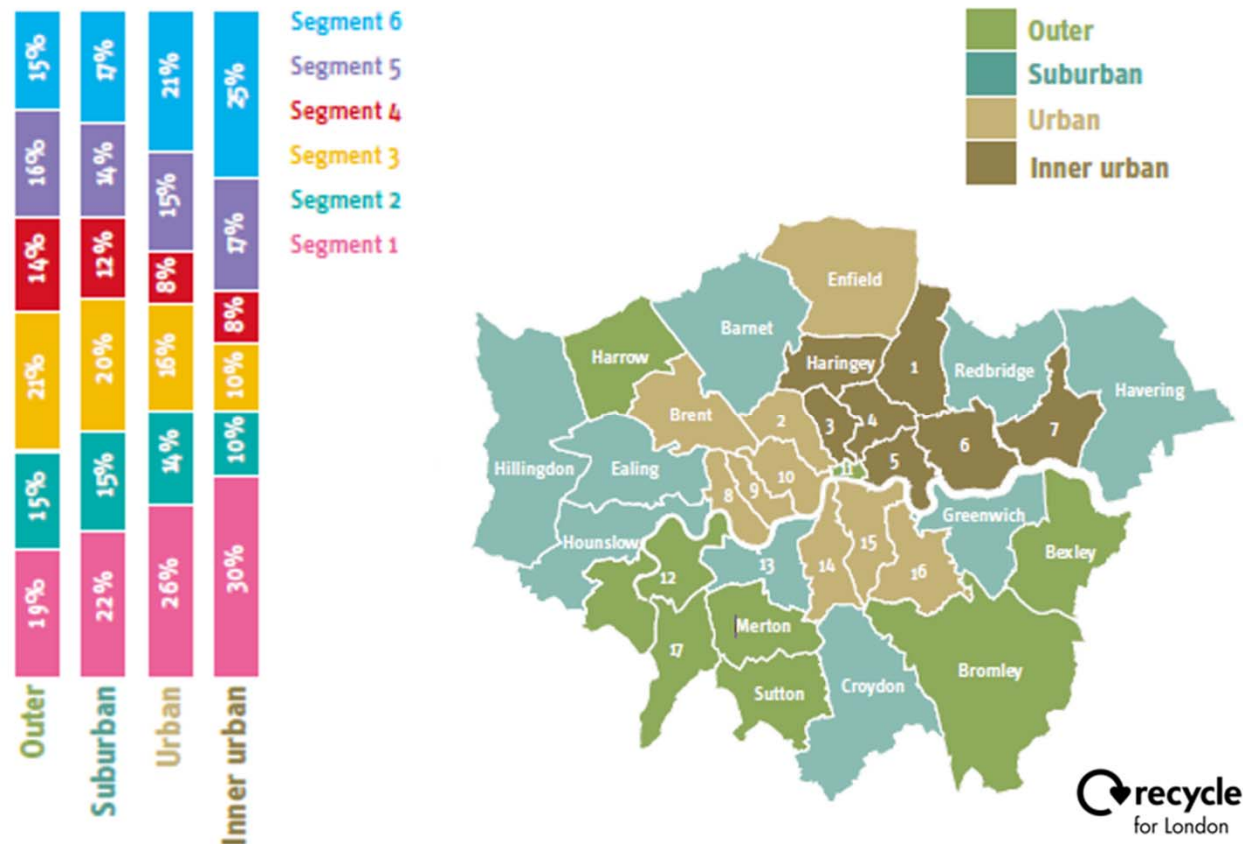 15%
16%
14%
21%
15%
19%
Outer
17%
14%
12%
20%
15%
22%
Suburban
21%
15%
8%
16%
14%
26%
Urban
25%
17%
8%
10%
10%
30%
Inner urban
Segment 6
Segment 5
Segment 4
Segment 3
Segment 2
Segment 1
Outer
Suburban
Urban
Inner urban
Enfield
Barnet
Harrow
Haringey
1
Redbridge
Havering
Brent
2
3
4
7
Hillingdon
Ealing
8
9
10
11
5
6
Hounslow
Greenwich
Bexley
12
13
14
15
16
Merton
17
Sutton
Croydon
Bromley
recycle
for London